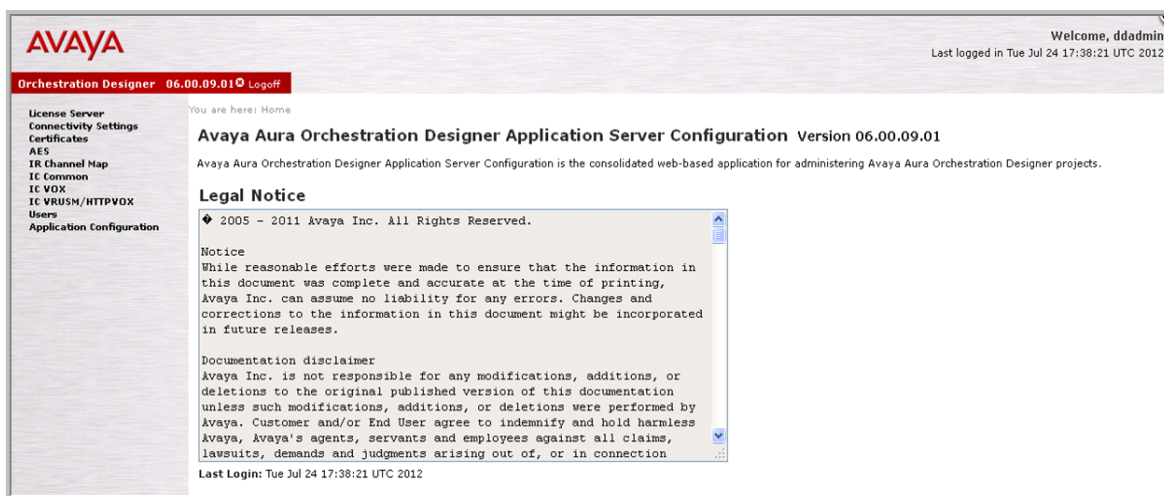 AVAYA
Welcome, ddadmin
Last logged in Tue Jul 24 17:38:21 UTC 2012
Orchestration Designer 06.00.09.01 Logoff
License Server
Connectivity Settings
Certificates
AES
IR Channel Map
IC Common
IC VOX
IC VRUSM/HTTPVOX
Users
Application Configuration
You are here: Home
Avaya Aura Orchestration Designer Application Server Configuration Version 06.00.09.01
Avaya Aura Orchestration Designer Application Server Configuration is the consolidated web-based application for administering Avaya Aura Orchestration Designer projects.
Legal Notice
� 2005 - 2011 Avaya Inc. All Rights Reserved.
Notice
While reasonable efforts were made to ensure that the information in
this document was complete and accurate at the time of printing,
Avaya Inc. can assume no liability for any errors. Changes and
corrections to the information in this document might be incorporated
in future releases.
Documentation disclaimer
Avaya Inc. is not responsible for any modifications, additions, or
deletions to the original published version of this documentation
unless such modifications, additions, or deletions were performed by
Avaya. Customer and/or End User agree to indemnify and hold harmless
Avaya, Avaya's agents, servants and employees against all claims,
lawsuits, demands and judgments arising out of, or in connection
Last Login: Tue Jul 24 17:38:21 UTC 2012